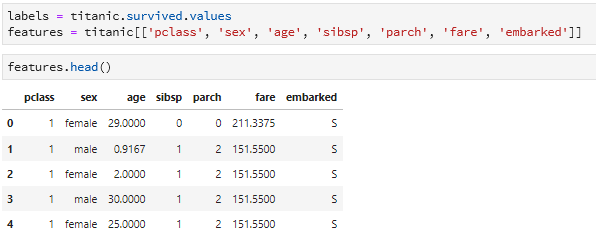 labels = titanic.survived.values
features = titanic[['pclass', 'sex', 'age', 'sibsp', 'parch', 'fare', 'embarked']]
features.head()
pclass sex age sibsp parch fare embarked
0 1 female 29.0000 0 0 211.3375 S
1 1 male 0.9167 1 2 151.5500 S
2 1 female 2.0000 1 2 151.5500 S
3 1 male 30.0000 1 2 151.5500 S
4 1 female 25.0000 1 2 151.5500 S